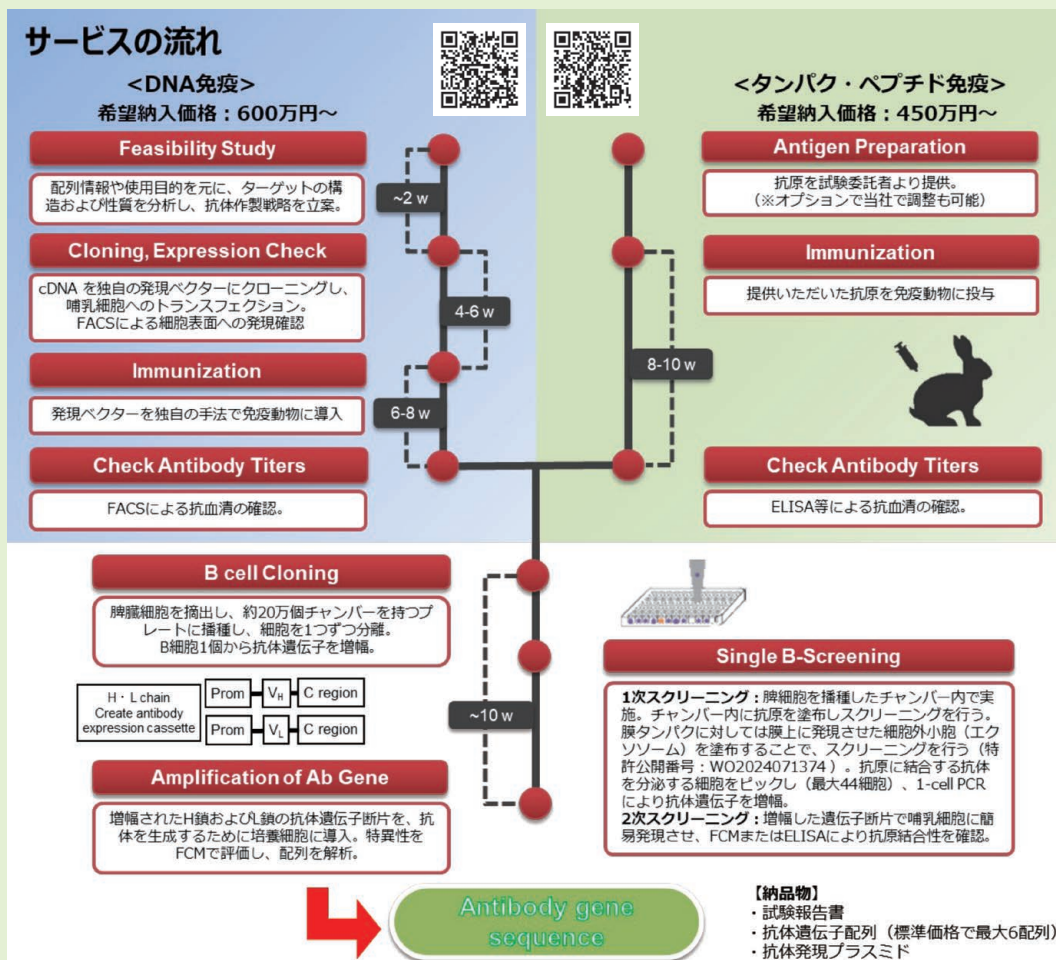 サービスの流れ
<DNA免疫>
希望納入価格：600万円～
Feasibility Study
配列情報や使用目的を元に、ターゲットの構
造および性質を分析し、抗体作製戦略を立案。
~2 w
Cloning, Expression Check
cDNA を独自の発現ベクターにクローニングし、
哺乳細胞へのトランスフェクション。
FACSによる細胞表面への発現確認
4-6 w
Immunization
発現ベクターを独自の手法で免疫動物に導入
6-8 w
Check Antibody Titers
FACSによる抗血清の確認。
<タンパク・ペプチド免疫>
希望納入価格：450万円～
Antigen Preparation
抗原を試験委託者より提供。
（※オプションで当社で調整も可能）
Immunization
提供いただいた抗原を免疫動物に投与
8-10 w
Check Antibody Titers
ELISA等による抗血清の確認。
B cell Cloning
脾臓細胞を摘出し、約20万個チャンバーを持つプ
レートに播種し、細胞を1つずつ分離。
B細胞1個から抗体遺伝子を増幅。
H・L chain
Create antibody
expression cassette
Prom VH C region
Prom VL C region
~10 w
Amplification of Ab Gene
増幅されたH鎖およびL鎖の抗体遺伝子断片を、抗
体を生成するために培養細胞に導入。特異性を
FCMで評価し、配列を解析。
Single B-Screening
1次スクリーニング：脾細胞を播種したチャンバー内で実
施。チャンバー内に抗原を塗布しスクリーニングを行う。
膜タンパクに対しては膜上に発現させた細胞外小胞（エク
ソソーム）を塗布することで、スクリーニングを行う（特
許公開番号：WO2024071374 ）。抗原に結合する抗体
を分泌する細胞をピックし（最大44細胞）、1-cell PCR
により抗体遺伝子を増幅。
2次スクリーニング：増幅した遺伝子断片で哺乳細胞に簡
易発現させ、FCMまたはELISAにより抗原結合性を確認。
Antibody gene
sequence
【納品物】
・試験報告書
・抗体遺伝子配列（標準価格で最大6配列）
・抗体発現プラスミド